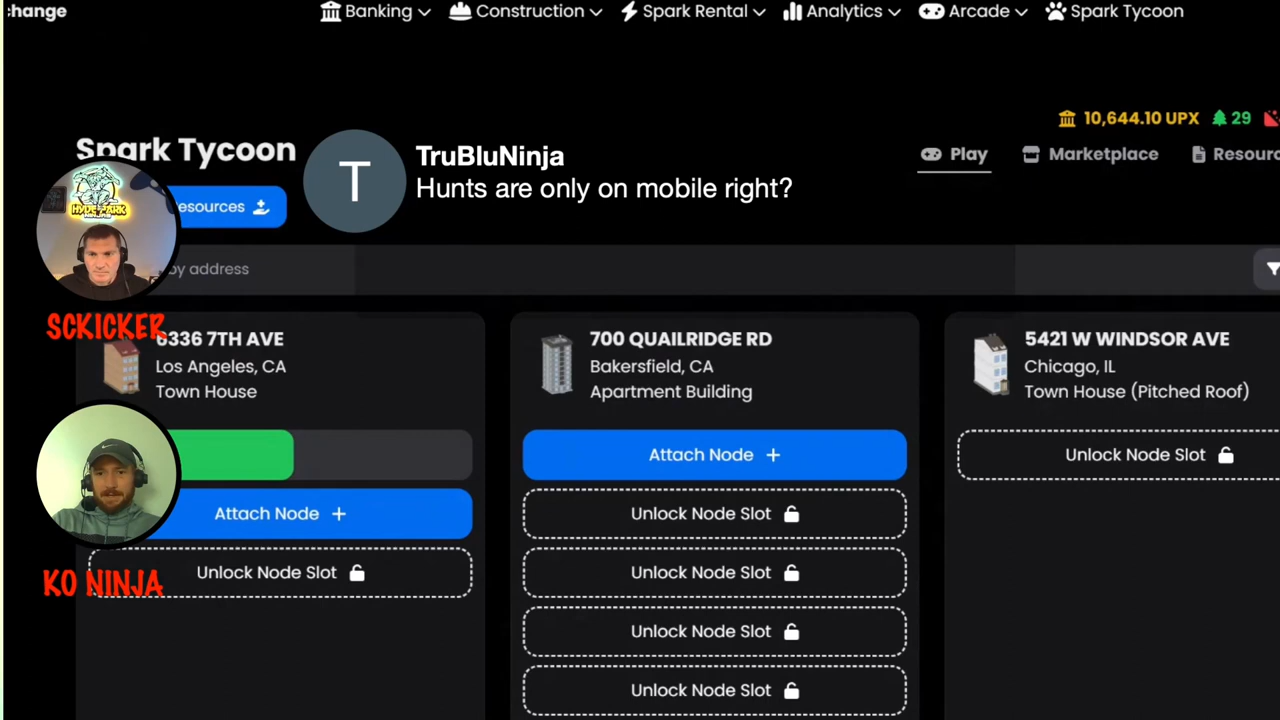 change
Banking
Construction
Spark Rental
Analytics
Arcade
Spark Tycoon
10,644.10 UPX
29
Spark Tycoon
T
TruBluNinja
Hunts are only on mobile right?
Play
Marketplace
Resourc
esources
HYDE PARK
NINJAS
by address
SCKICKER
6336 7TH AVE
Los Angeles, CA
Town House
Attach Node +
Unlock Node Slot
KO NINJA
700 QUAILRIDGE RD
Bakersfield, CA
Apartment Building
Attach Node +
Unlock Node Slot
Unlock Node Slot
Unlock Node Slot
Unlock Node Slot
5421 W WINDSOR AVE
Chicago, IL
Town House (Pitched Roof)
Unlock Node Slot